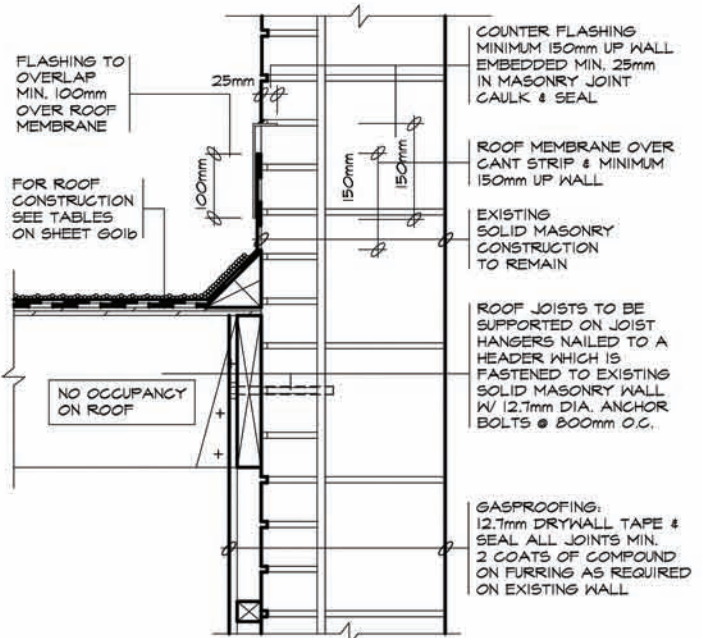 FLASHING TO
OVERLAP
MIN. 100mm
OVER ROOF
MEMBRANE
FOR ROOF
CONSTRUCTION
SEE TABLES
ON SHEET G016
NO OCCUPANCY
ON ROOF
25mm
100mm
150mm
150mm
COUNTER FLASHING
MINIMUM 150mm UP WALL
EMBEDDED MIN. 25mm
IN MASONRY JOINT
CAULK & SEAL
ROOF MEMBRANE OVER
CANT STRIP & MINIMUM
150mm UP WALL
EXISTING
SOLID MASONRY
CONSTRUCTION
TO REMAIN
ROOF JOISTS TO BE
SUPPORTED ON JOIST
HANGERS NAILED TO A
HEADER WHICH IS
FASTENED TO EXISTING
SOLID MASONRY WALL
W/ 12.7mm DIA. ANCHOR
BOLTS @ 800mm O.C.
GASPROOFING:
12.7mm DRYWALL TAPE &
SEAL ALL JOINTS MIN.
2 COATS OF COMPOUND
ON FURRING AS REQUIRED
ON EXISTING WALL